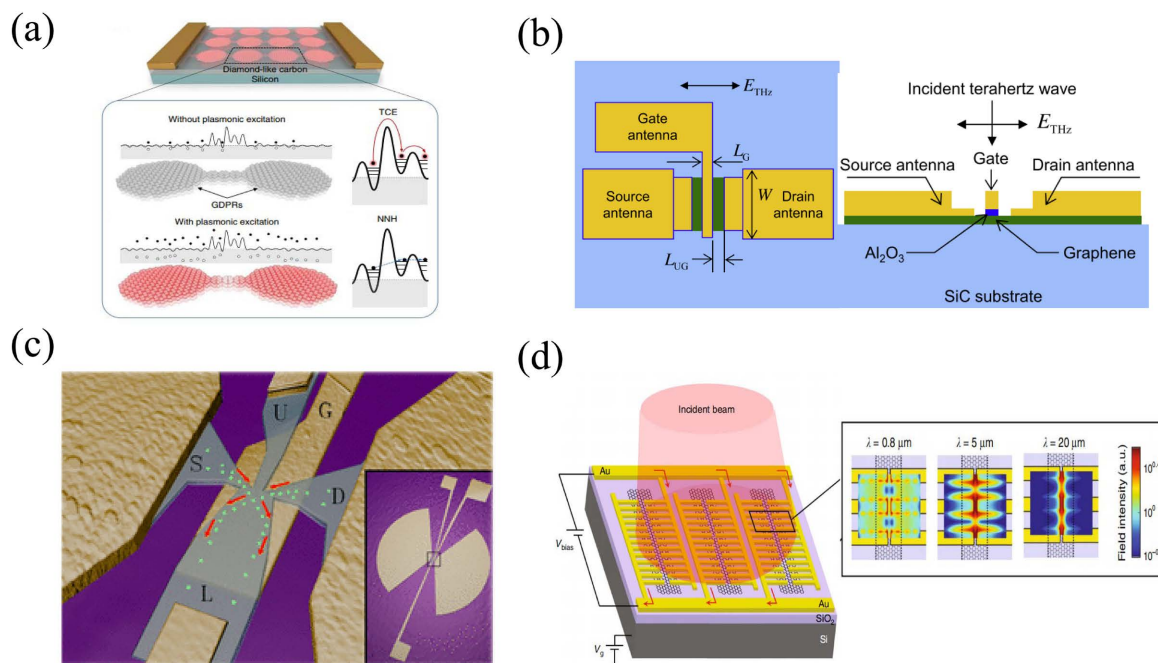 (a)
Diamond-like carbon
Silicon
Without plasmonic excitation
TCE
GDPRs
With plasmonic excitation
NNH
(b)
E_THz
Gate
antenna
L_G
Source
antenna
W
Drain
antenna
L_UG
Incident terahertz wave
E_THz
Gate
Source antenna
Drain antenna
Al₂O₃
Graphene
SiC substrate
(c)
U
G
S
D
L
(d)
Incident beam
Au
V_bias
Au
SiO₂
Si
V_g
λ = 0.8 μm
λ = 5 μm
λ = 20 μm
Field intensity (a.u.)